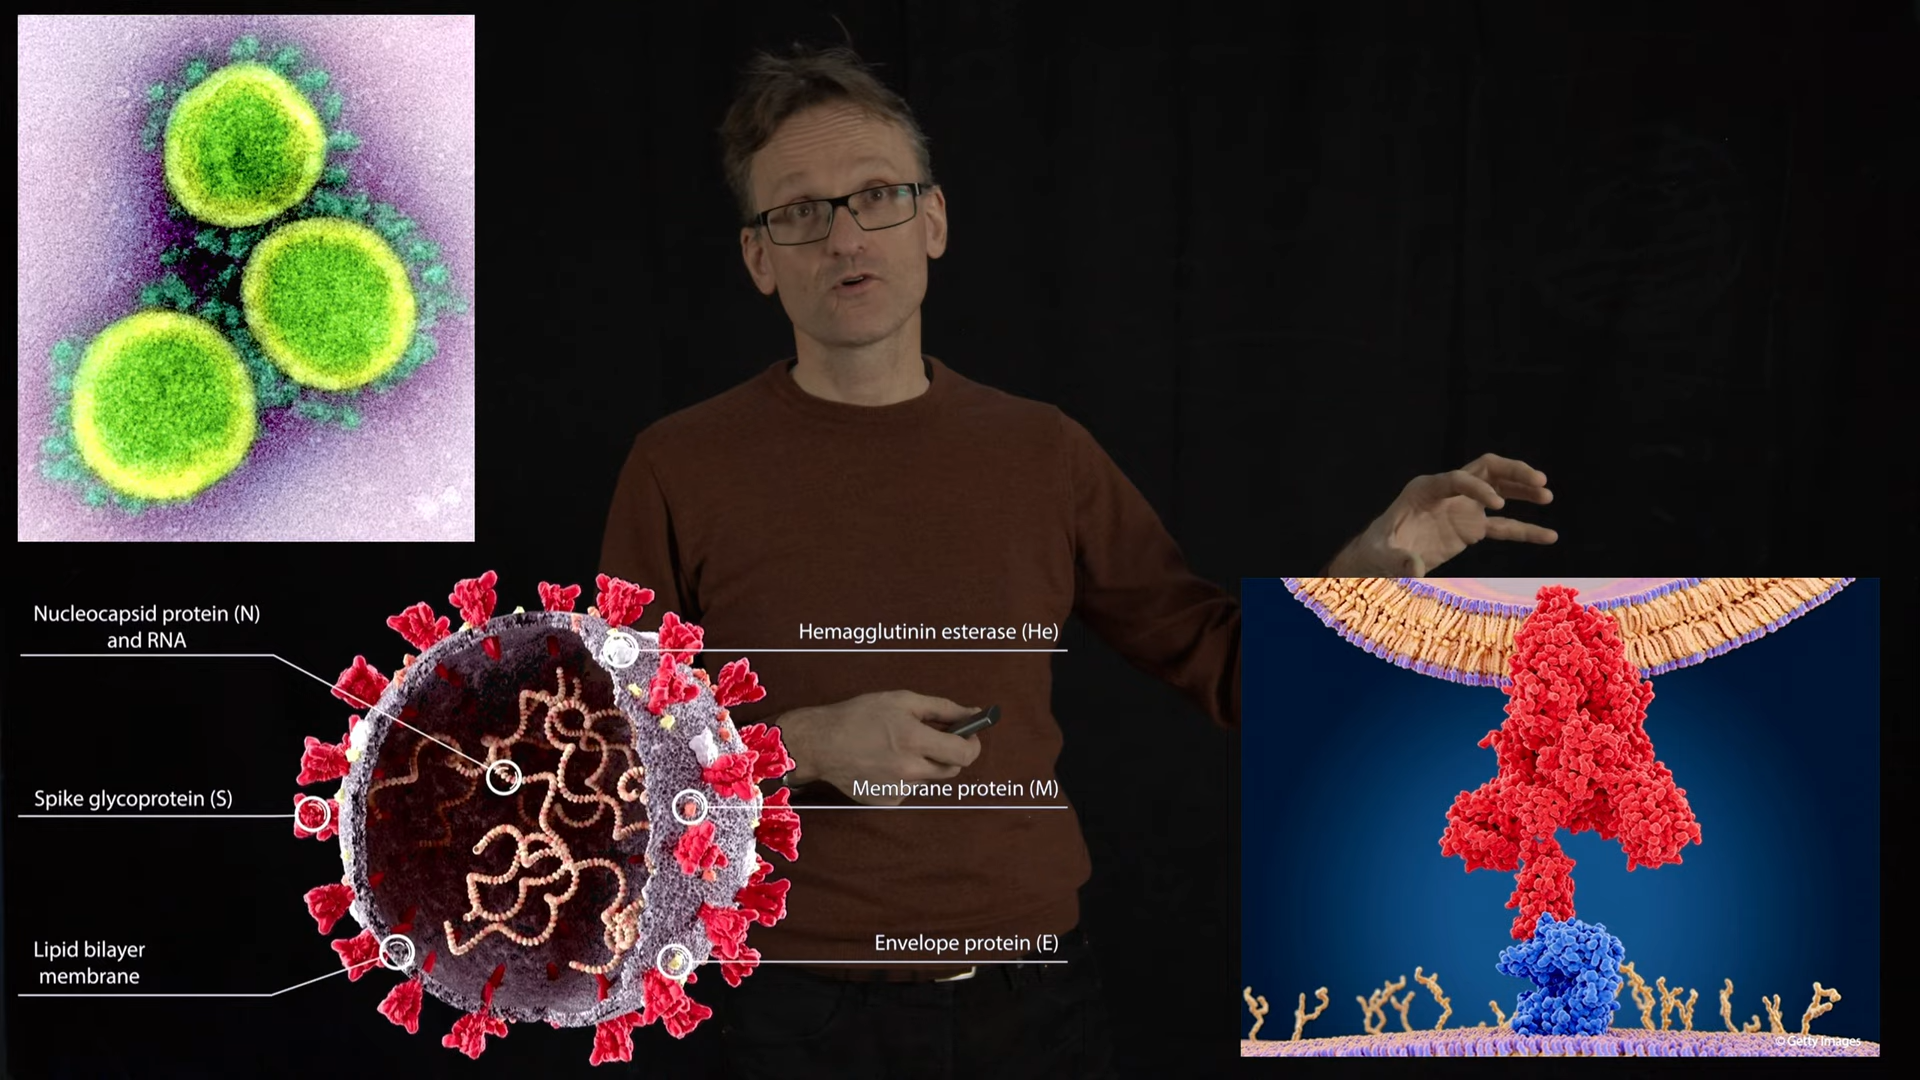 Nucleocapsid protein (N)
and RNA
Hemagglutinin esterase (He)
Spike glycoprotein (S)
Membrane protein (M)
Lipid bilayer
membrane
Envelope protein (E)
© Getty Images